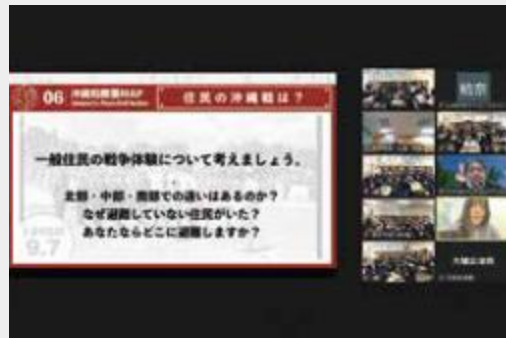 06
住民の沖縄戦は？
一般住民の戦争体験について考えましょう。
北部・中部・南部での違いはあるのか？
なぜ避難していない住民がいた？
あなたならどこに避難しますか？
9.7